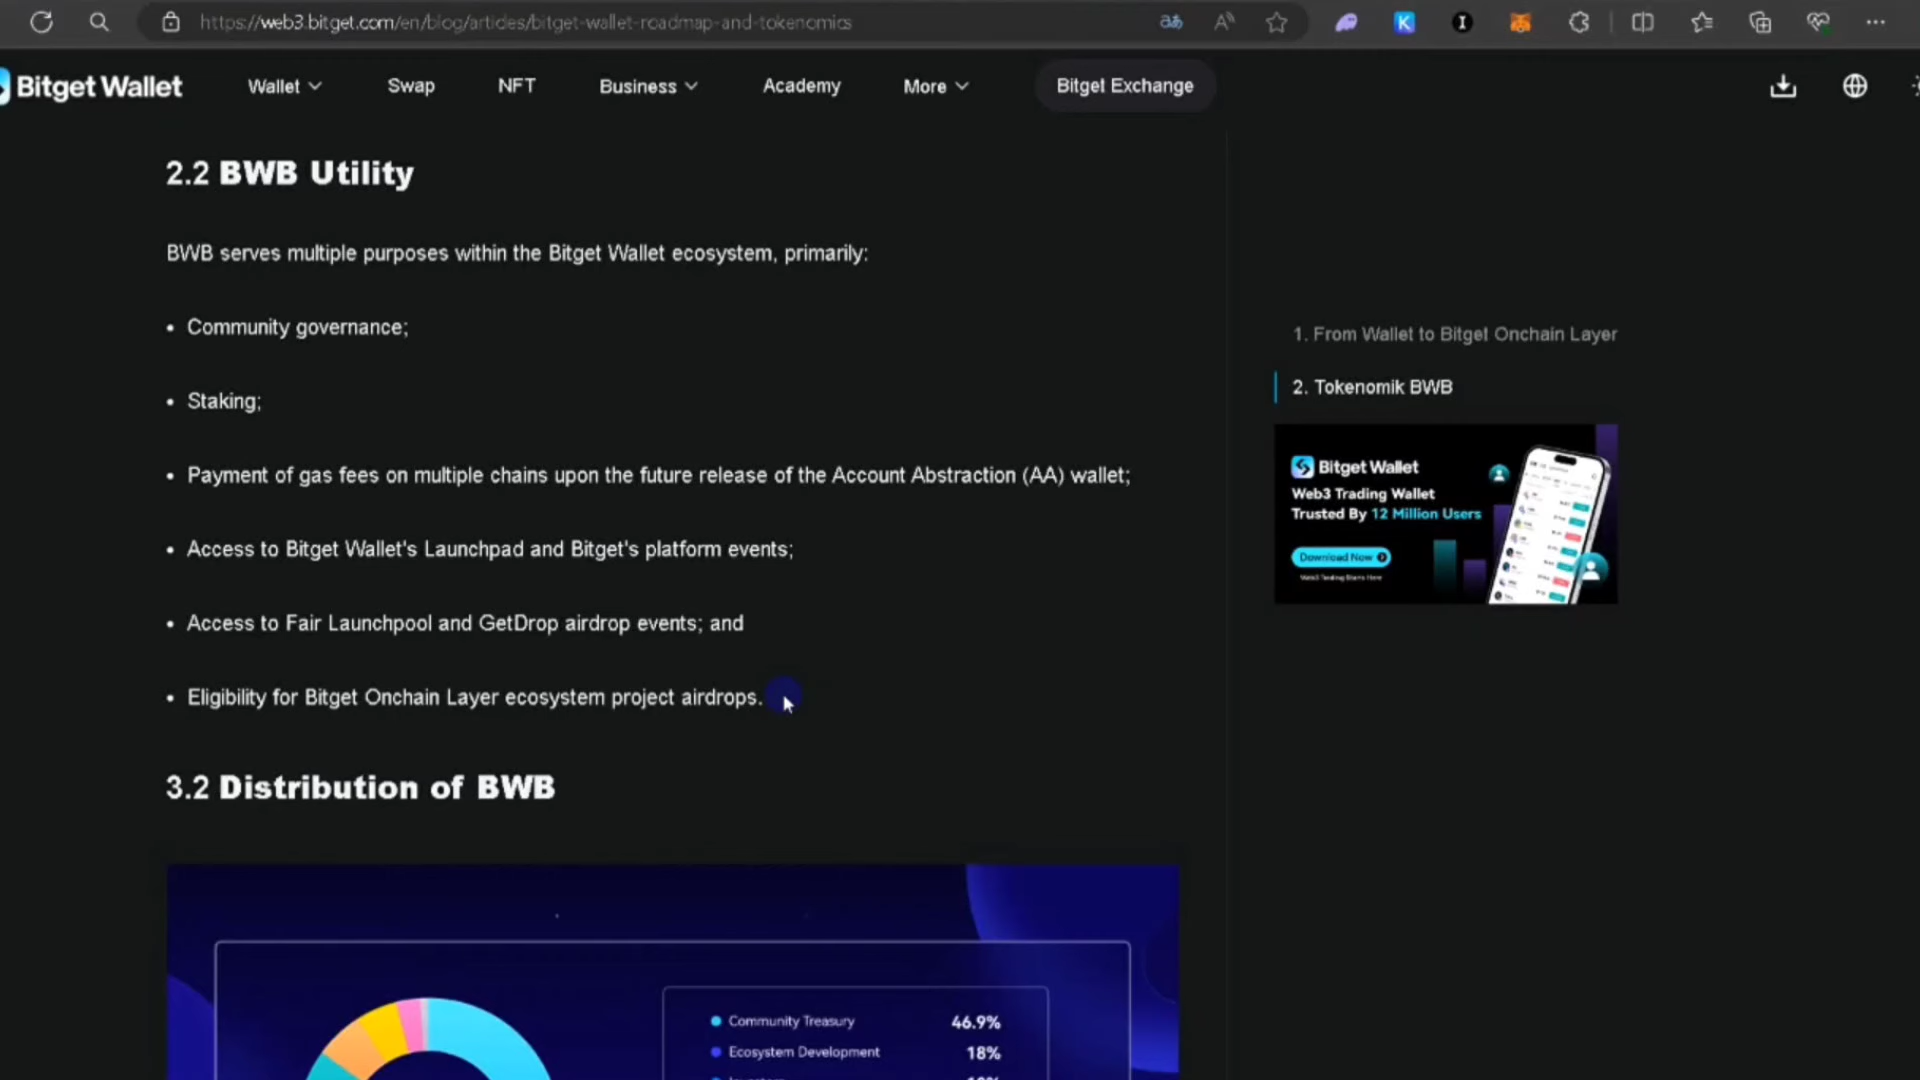 https://web3.bitget.com/en/blog/articles/bitget-wallet-roadmap-and-tokenomics
Bitget Wallet
Wallet
Swap
NFT
Business
Academy
More
Bitget Exchange
2.2 BWB Utility
BWB serves multiple purposes within the Bitget Wallet ecosystem, primarily:
• Community governance;
• Staking;
• Payment of gas fees on multiple chains upon the future release of the Account Abstraction (AA) wallet;
• Access to Bitget Wallet's Launchpad and Bitget's platform events;
• Access to Fair Launchpool and GetDrop airdrop events; and
• Eligibility for Bitget Onchain Layer ecosystem project airdrops.
3.2 Distribution of BWB
Community Treasury 46.9%
Ecosystem Development 18%
1. From Wallet to Bitget Onchain Layer
2. Tokenomik BWB
Bitget Wallet
Web3 Trading Wallet
Trusted By 12 Million Users
Download Now
Web3 Trading Starts Here